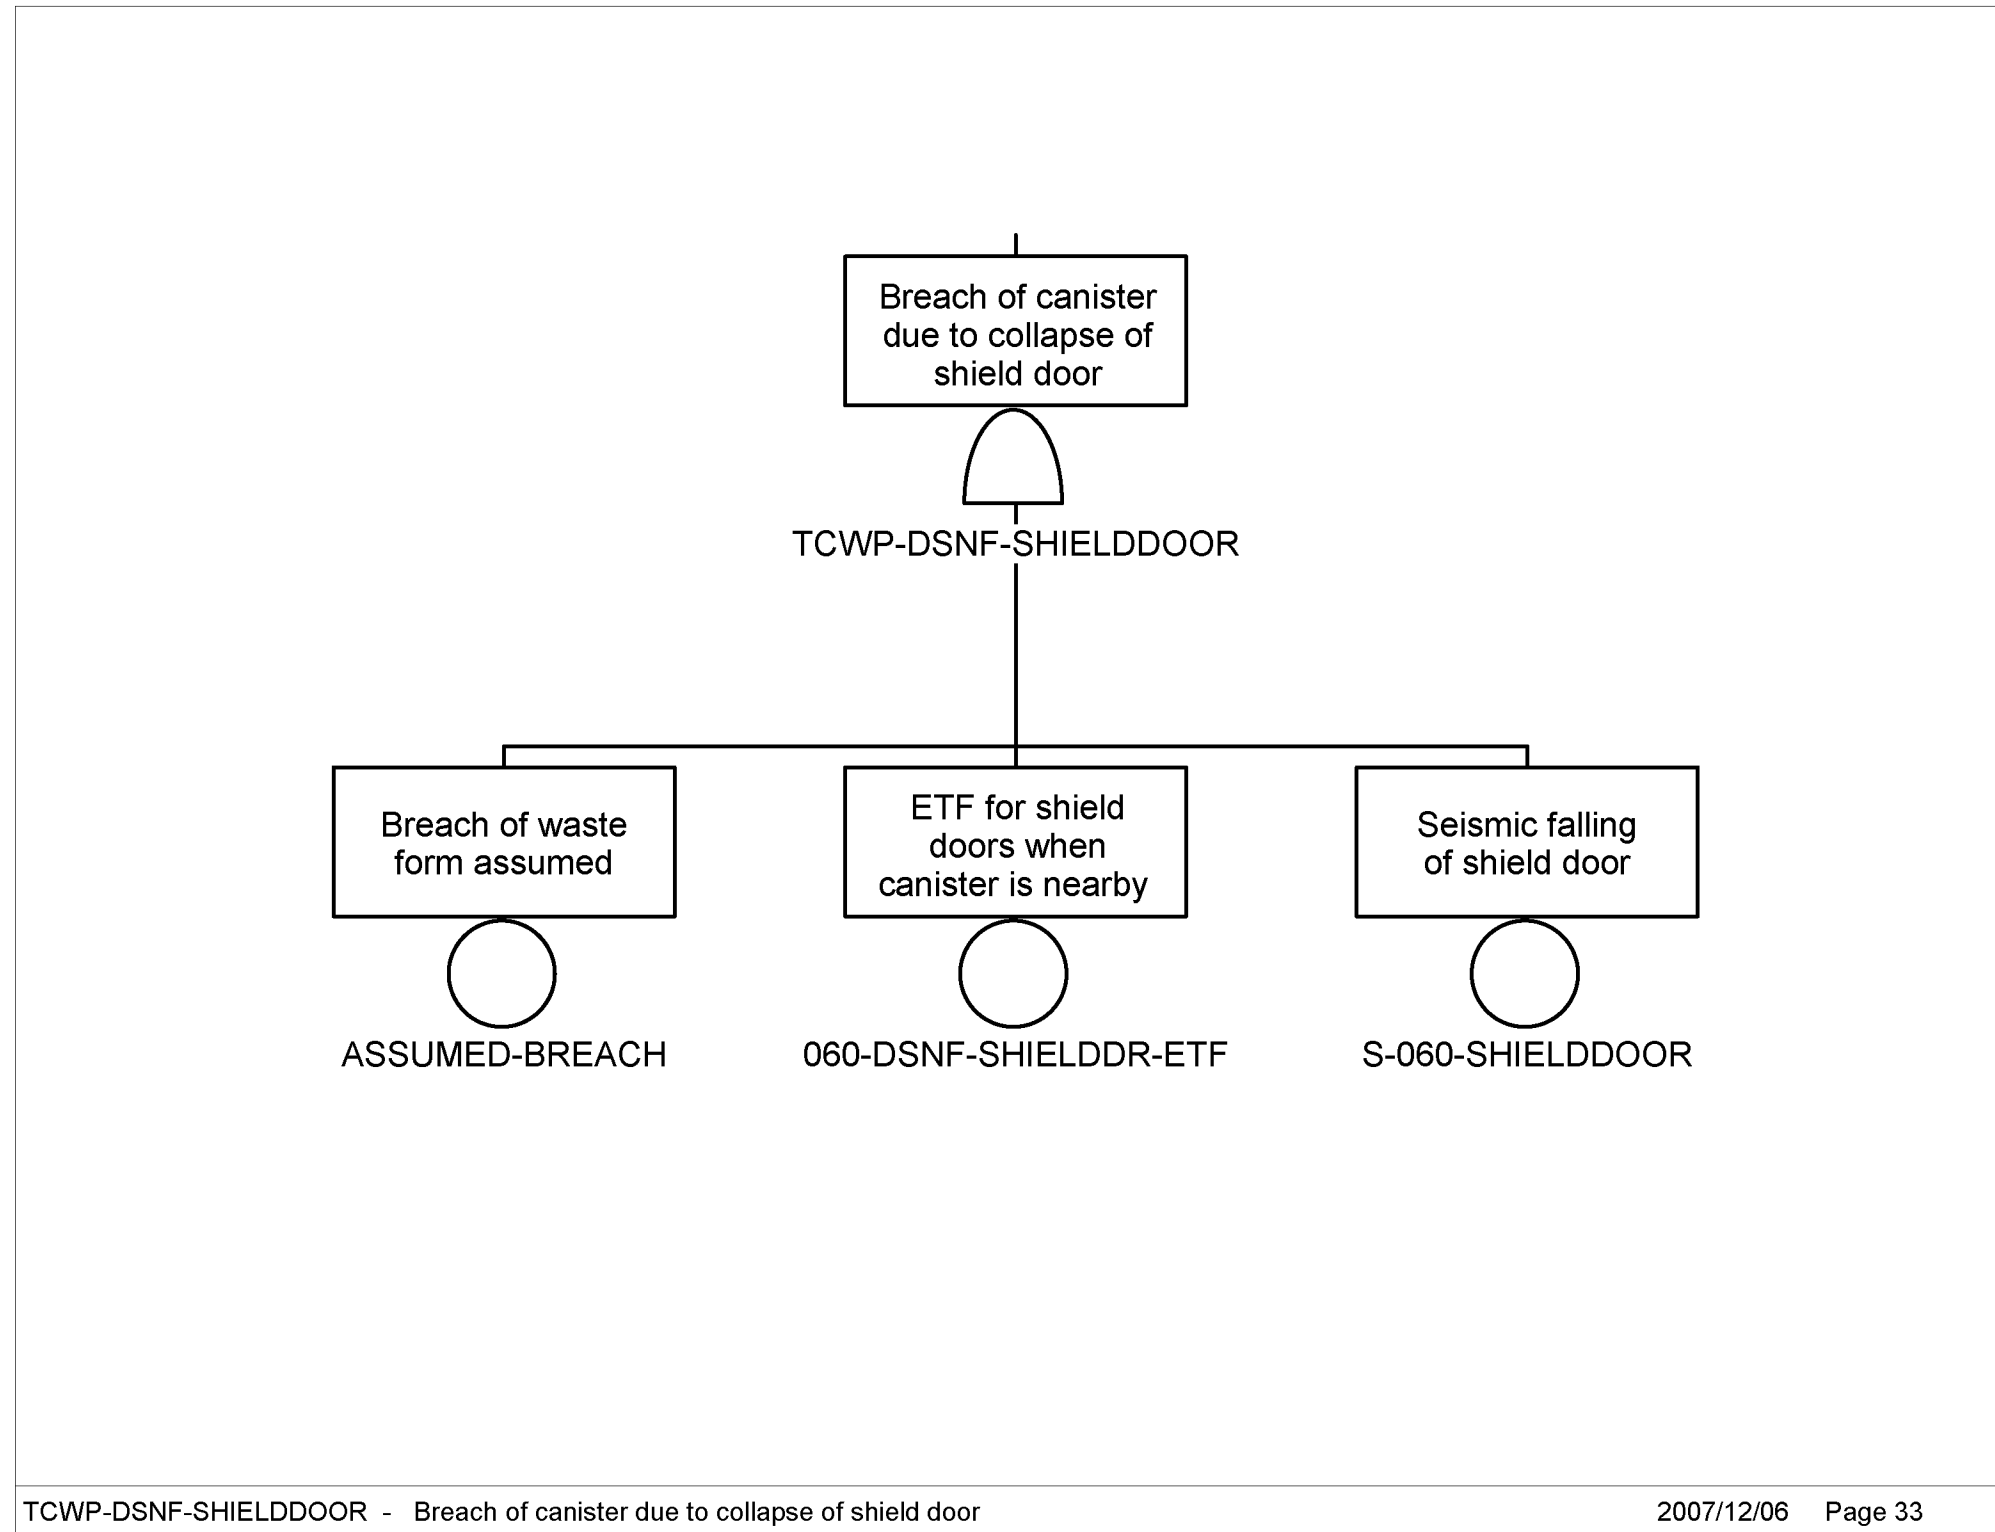 Breach of canister
due to collapse of
shield door
TCWP-DSNF-SHIELDDOOR
Breach of waste
form assumed
ASSUMED-BREACH
ETF for shield
doors when
canister is nearby
060-DSNF-SHIELDDR-ETF
Seismic falling
of shield door
S-060-SHIELDDOOR
TCWP-DSNF-SHIELDDOOR - Breach of canister due to collapse of shield door 2007/12/06 Page 33